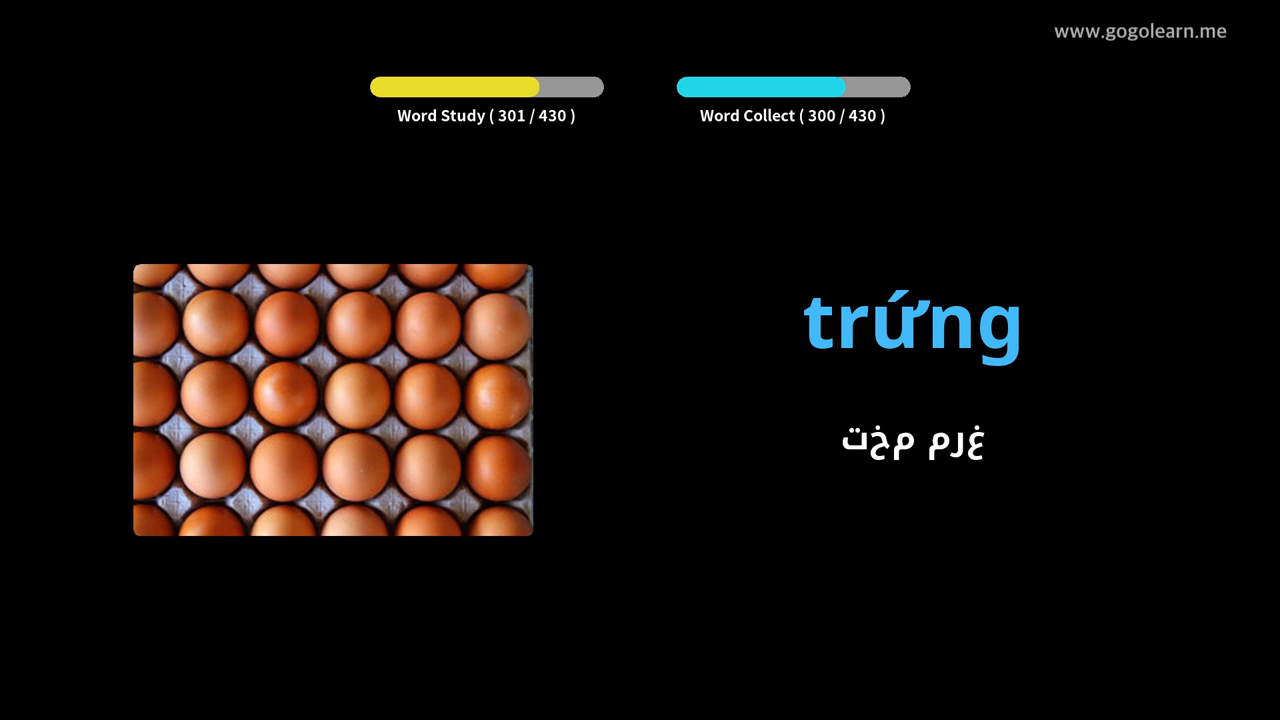 www.gogolearn.me
Word Study ( 301 / 430 )
Word Collect ( 300 / 430 )
trứng
تخم مرغ